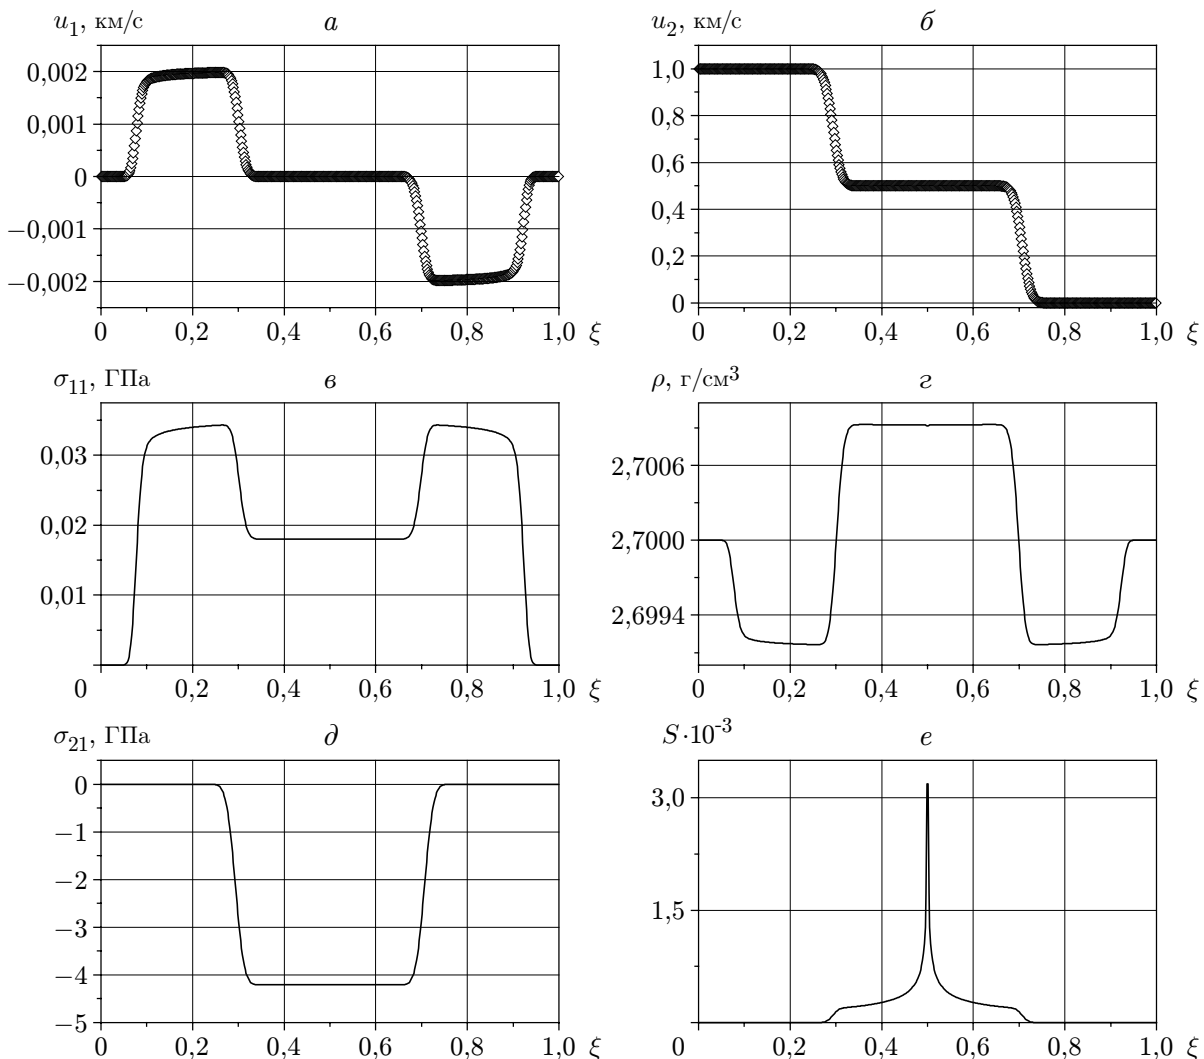 u₁, км/с а
0,002
0,001
0
−0,001
−0,002
0 0,2 0,4 0,6 0,8 1,0 ξ
u₂, км/с б
1,0
0,8
0,6
0,4
0,2
0
0 0,2 0,4 0,6 0,8 1,0 ξ
σ₁₁, ГПа в
0,03
0,02
0,01
0 0,2 0,4 0,6 0,8 1,0 ξ
ρ, г/см³ г
2,7006
2,7000
2,6994
0 0,2 0,4 0,6 0,8 1,0 ξ
σ₂₁, ГПа д
0
−1
−2
−3
−4
−5
0 0,2 0,4 0,6 0,8 1,0 ξ
S·10⁻³ е
3,0
1,5
0 0,2 0,4 0,6 0,8 1,0 ξ